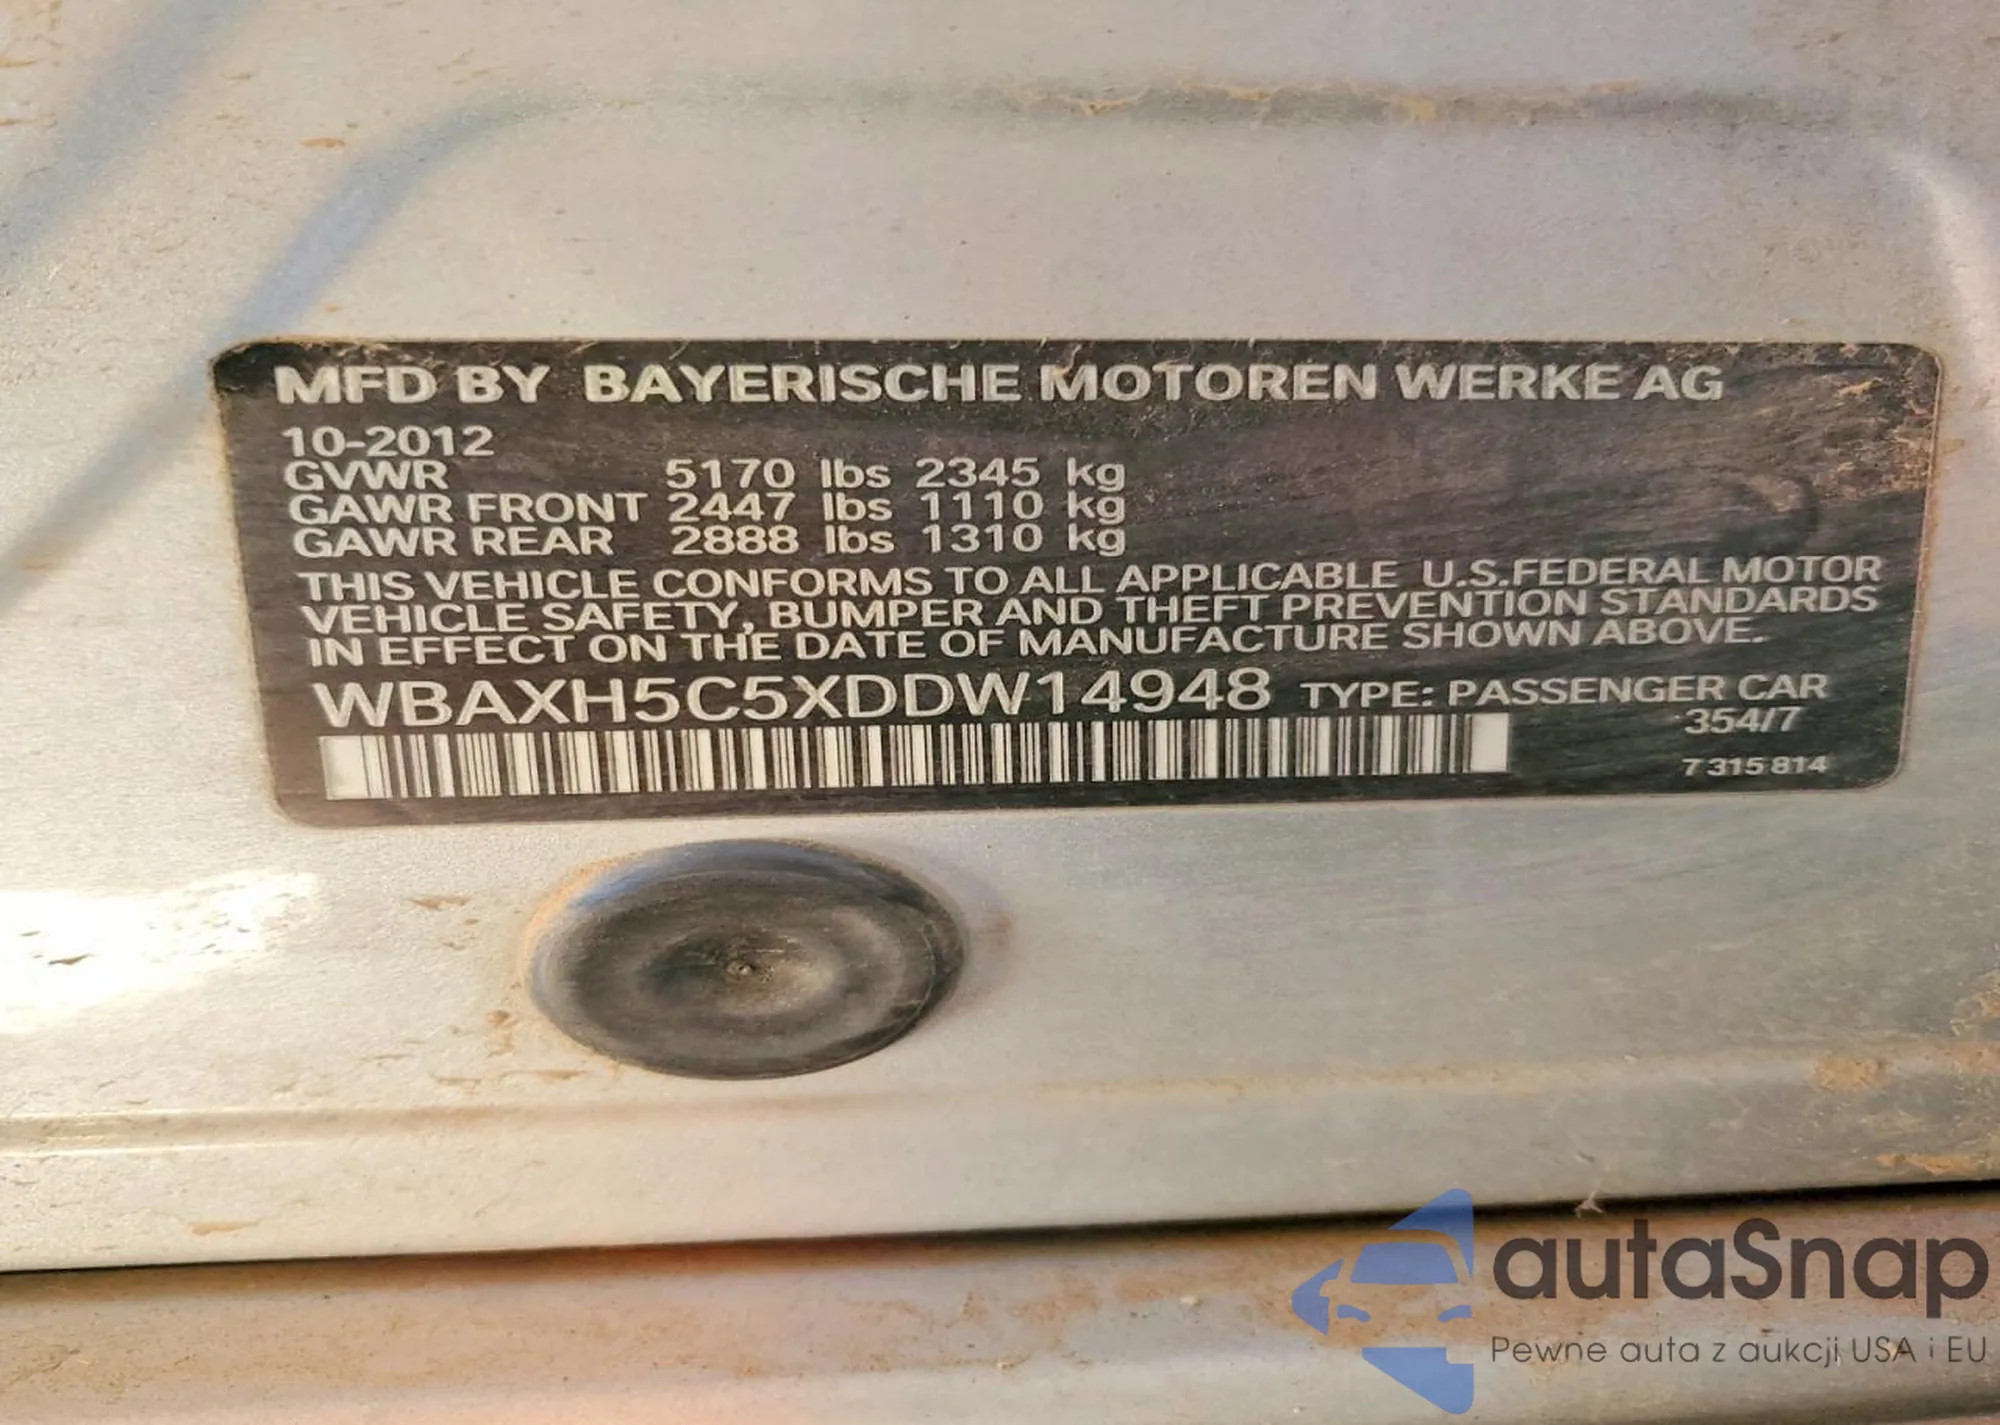 MFD BY BAYERISCHE MOTOREN WERKE AG
10-2012
GVWR 5170 lbs 2345 kg
GAWR FRONT 2447 lbs 1110 kg
GAWR REAR 2888 lbs 1310 kg
THIS VEHICLE CONFORMS TO ALL APPLICABLE U.S.FEDERAL MOTOR
VEHICLE SAFETY, BUMPER AND THEFT PREVENTION STANDARDS
IN EFFECT ON THE DATE OF MANUFACTURE SHOWN ABOVE.
WBAXH5C5XDDW14948 TYPE: PASSENGER CAR
354/7
7 315 814
autaSnap
Pewne auta z aukcji USA i EU